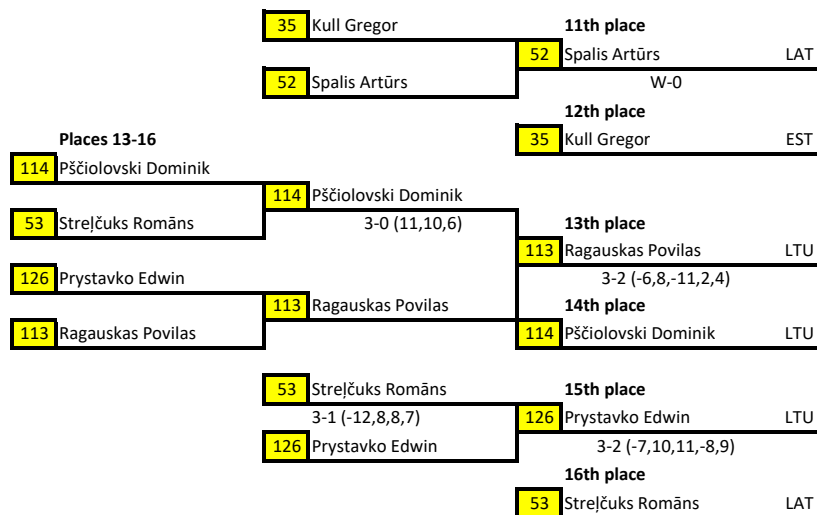 35 Kull Gregor 11th place
52 Spalis Artūrs LAT
52 Spalis Artūrs W-0
12th place
Places 13-16 35 Kull Gregor EST
114 Pščiolovski Dominik
114 Pščiolovski Dominik
53 Streļčuks Romāns 3-0 (11,10,6) 13th place
113 Ragauskas Povilas LTU
126 Prystavko Edwin 3-2 (-6,8,-11,2,4)
113 Ragauskas Povilas 14th place
113 Ragauskas Povilas 114 Pščiolovski Dominik LTU
53 Streļčuks Romāns 15th place
3-1 (-12,8,8,7) 126 Prystavko Edwin LTU
126 Prystavko Edwin 3-2 (-7,10,11,-8,9)
16th place
53 Streļčuks Romāns LAT